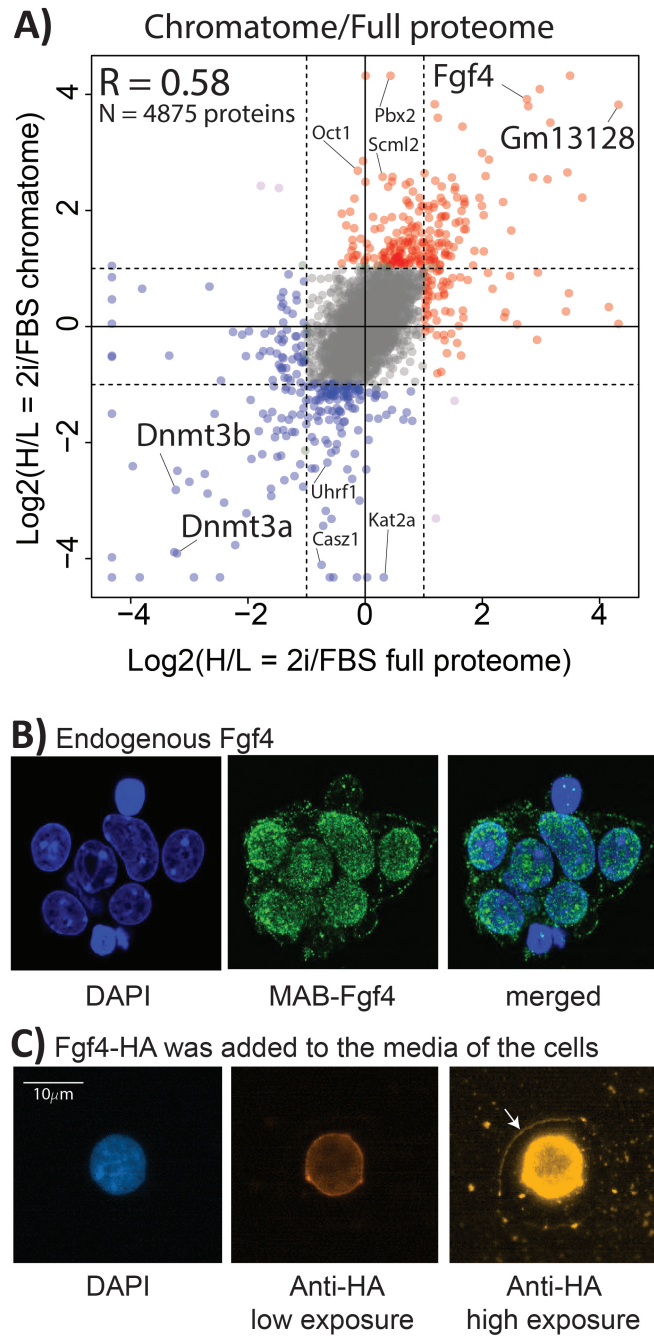 A) Chromatome/Full proteome
R = 0.58
N = 4875 proteins
Fgf4
Gm13128
Pbx2
Oct1
Scml2
Dnmt3b
Dnmt3a
Uhrf1
Casz1
Kat2a
4
2
0
−2
−4
Log2(H/L = 2i/FBS chromatome)
−4 −2 0 2 4
Log2(H/L = 2i/FBS full proteome)
B) Endogenous Fgf4
DAPI MAB-Fgf4 merged
C) Fgf4-HA was added to the media of the cells
10μm
DAPI Anti-HA Anti-HA
low exposure high exposure